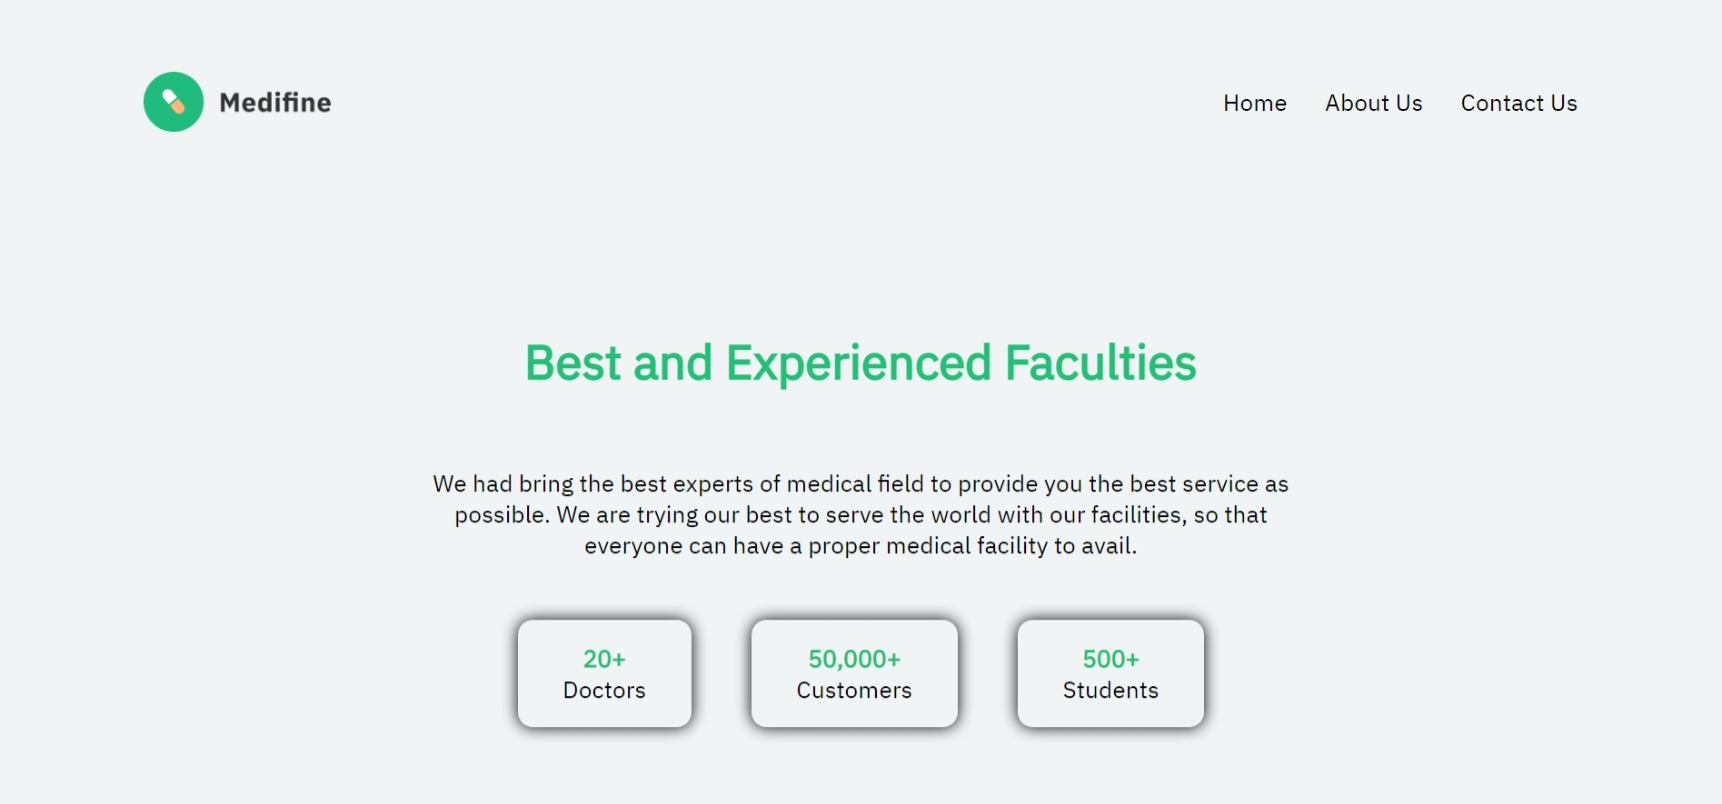 Medifine
Home About Us Contact Us
Best and Experienced Faculties
We had bring the best experts of medical field to provide you the best service as
possible. We are trying our best to serve the world with our facilities, so that
everyone can have a proper medical facility to avail.
20+
Doctors
50,000+
Customers
500+
Students